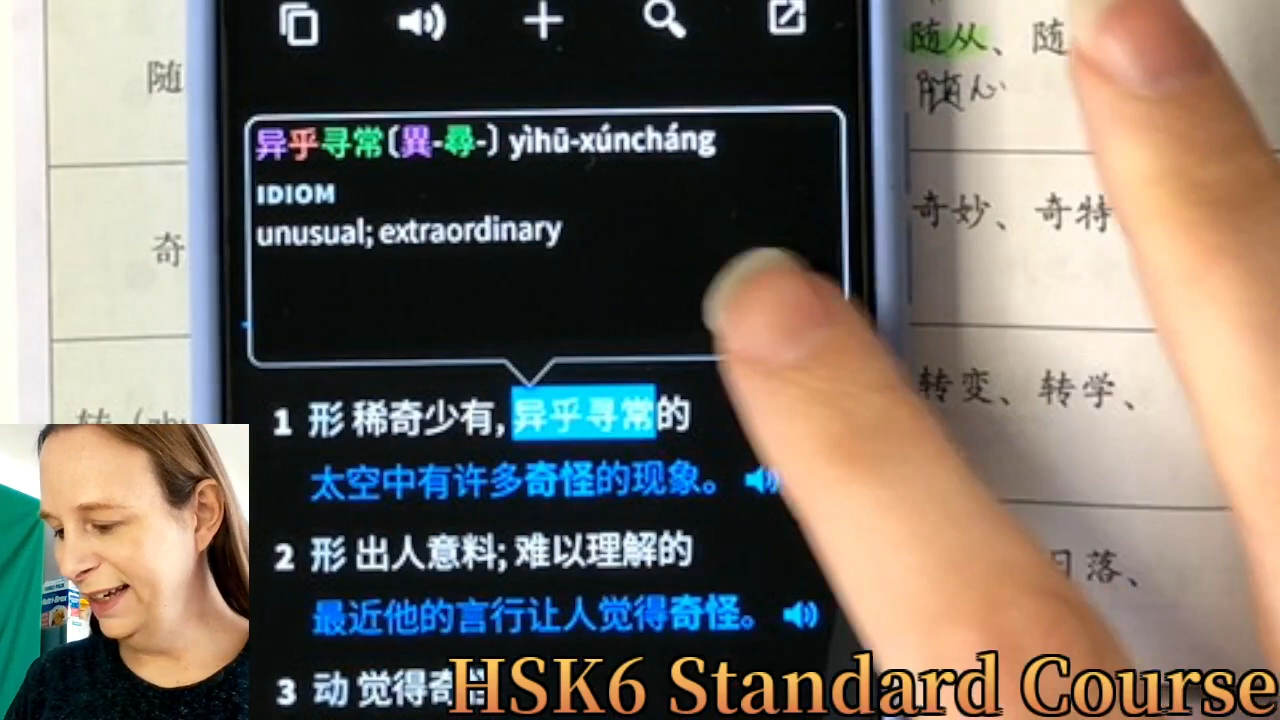 随
随从、随
随心
异乎寻常〔異-尋-〕yìhū-xúncháng
IDIOM
unusual; extraordinary
奇
奇妙、奇特
1 形 稀奇少有, 异乎寻常的
太空中有许多奇怪的现象。
转变、转学、
2 形 出人意料; 难以理解的
最近他的言行让人觉得奇怪。
日落、
3 动 觉得奇
HSK6 Standard Course